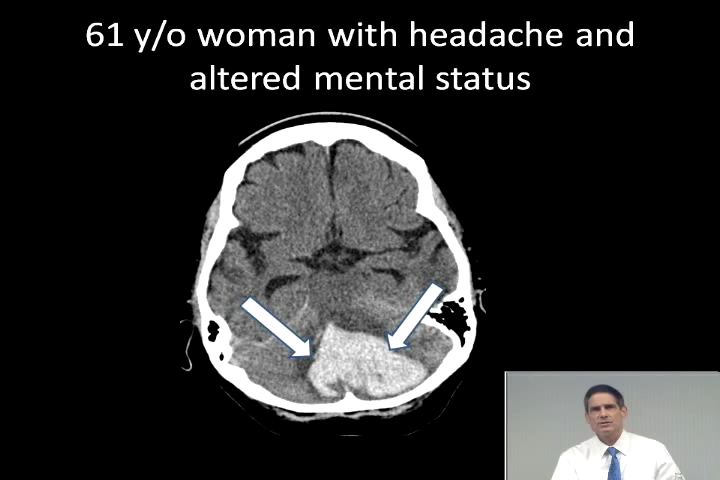 61 y/o woman with headache and
altered mental status